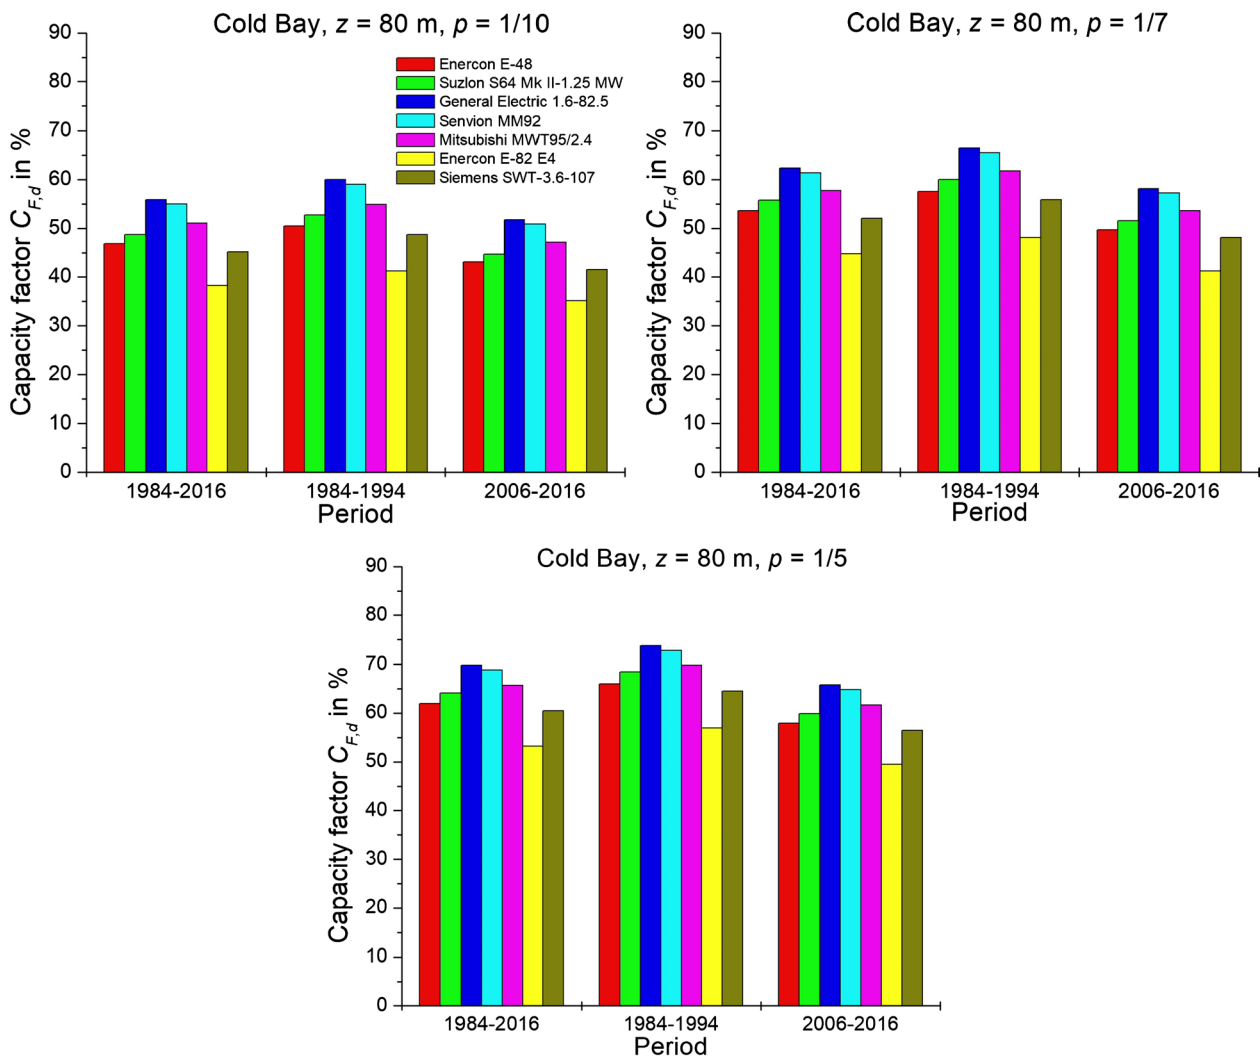 Cold Bay, z = 80 m, p = 1/10
Capacity factor C_F,d in %
90
80
70
60
50
40
30
20
10
0
Enercon E-48
Suzlon S64 Mk II-1.25 MW
General Electric 1.6-82.5
Senvion MM92
Mitsubishi MWT95/2.4
Enercon E-82 E4
Siemens SWT-3.6-107
1984-2016 1984-1994 2006-2016
Period
Cold Bay, z = 80 m, p = 1/7
Capacity factor C_F,d in %
90
80
70
60
50
40
30
20
10
0
1984-2016 1984-1994 2006-2016
Period
Cold Bay, z = 80 m, p = 1/5
Capacity factor C_F,d in %
90
80
70
60
50
40
30
20
10
0
1984-2016 1984-1994 2006-2016
Period